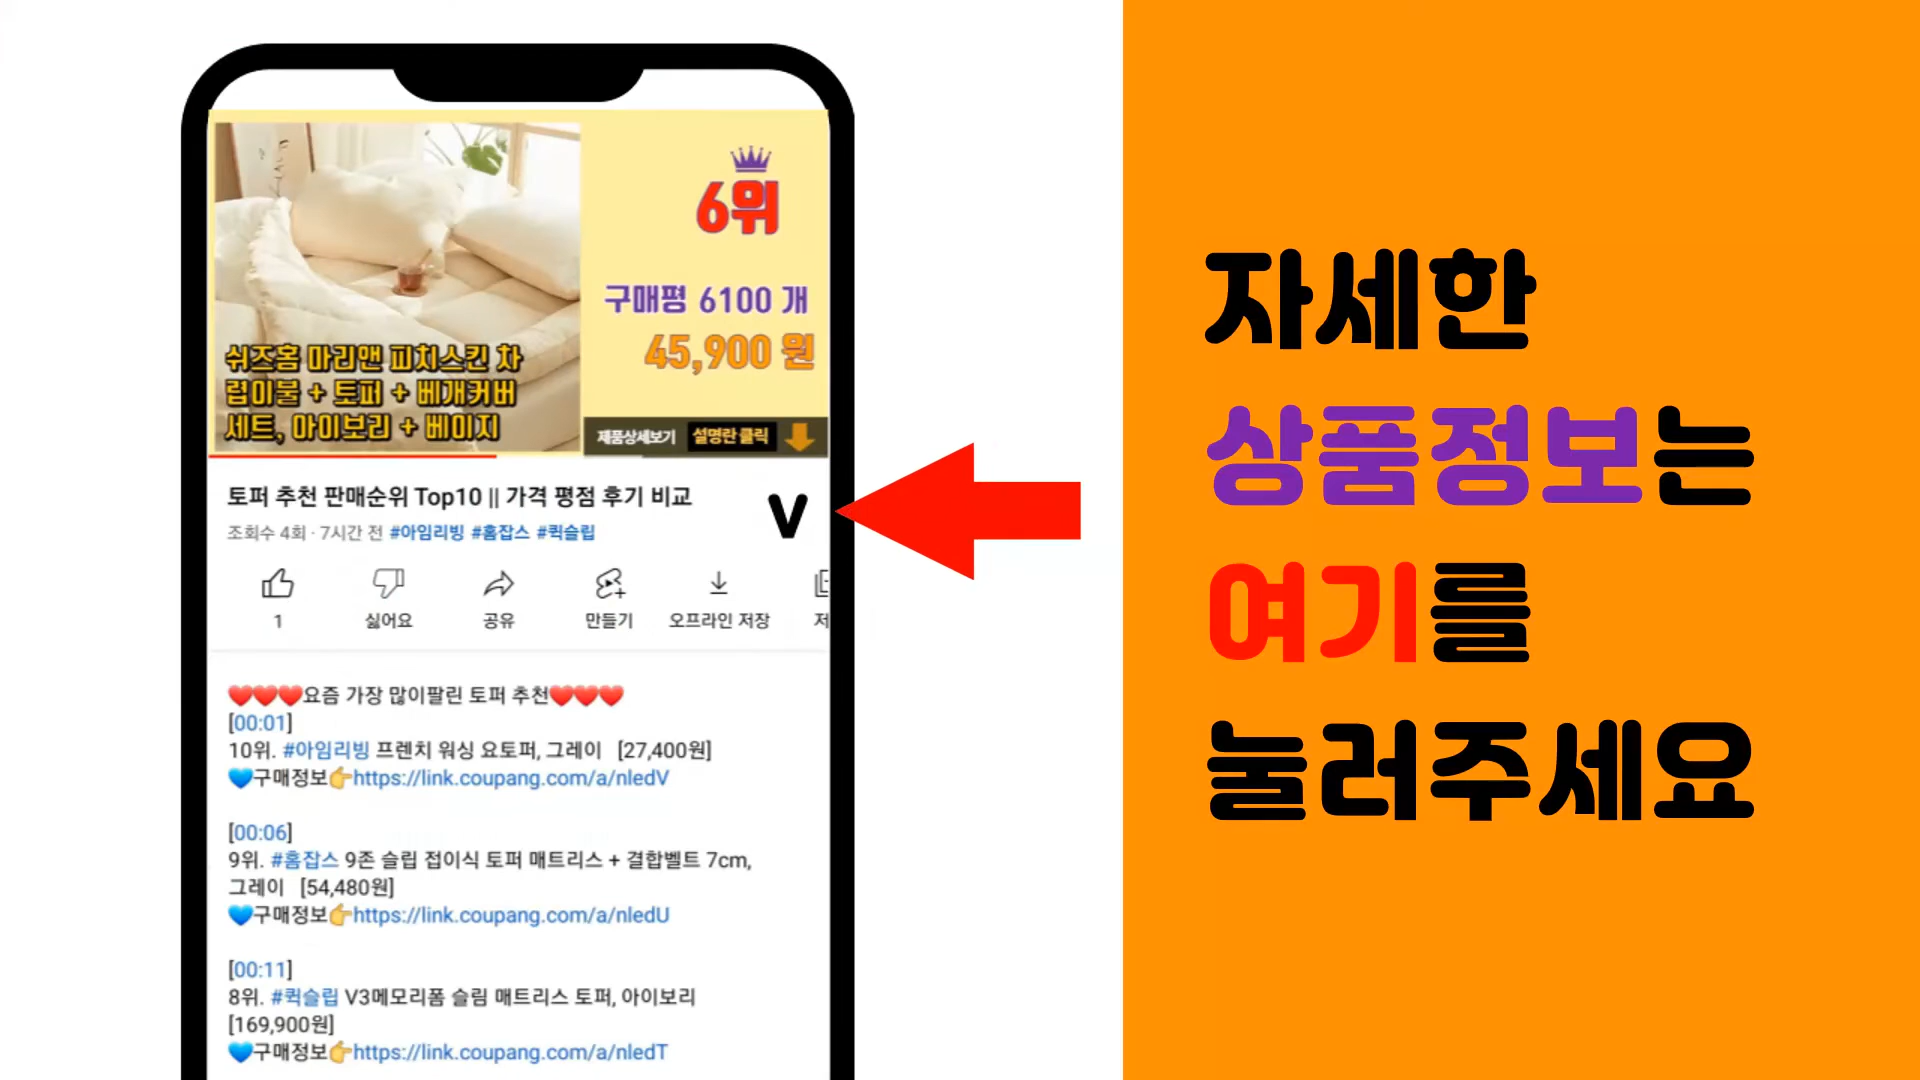 6위
구매평 6100 개
45,900 원
쉬즈홈 마리앤 피치스킨 차
렵이불 + 토퍼 + 베개커버
세트, 아이보리 + 베이지
제품상세보기 설명란 클릭
토퍼 추천 판매순위 Top10 || 가격 평점 후기 비교
V
조회수 4회 · 7시간 전 #아임리빙 #홈잡스 #퀵슬립
1 싫어요 공유 만들기 오프라인 저장 저
❤❤❤요즘 가장 많이팔린 토퍼 추천❤❤❤
[00:01]
10위. #아임리빙 프렌치 워싱 요토퍼, 그레이 [27,400원]
💙구매정보👉https://link.coupang.com/a/nledV
[00:06]
9위. #홈잡스 9존 슬립 접이식 토퍼 매트리스 + 결합벨트 7cm,
그레이 [54,480원]
💙구매정보👉https://link.coupang.com/a/nledU
[00:11]
8위. #퀵슬립 V3메모리폼 슬림 매트리스 토퍼, 아이보리
[169,900원]
💙구매정보👉https://link.coupang.com/a/nledT
자세한
상품정보는
여기를
눌러주세요